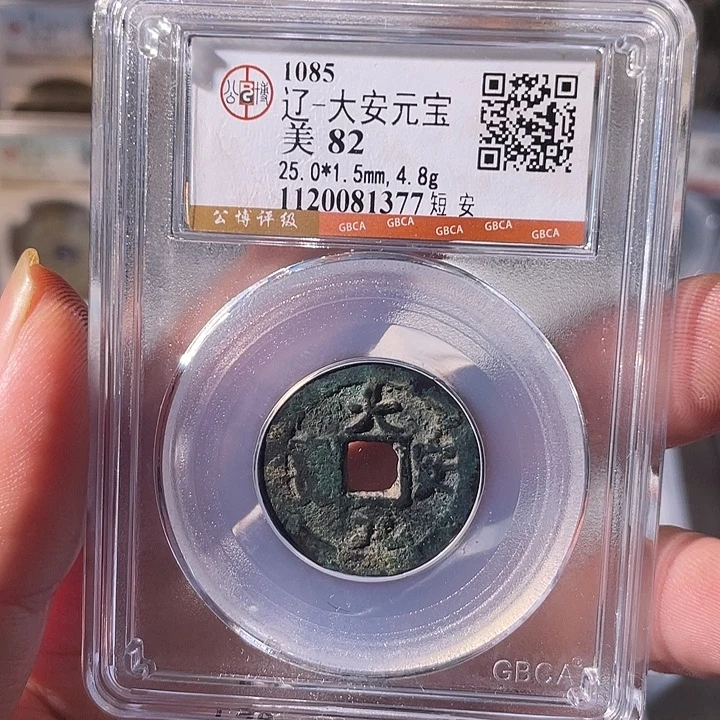 公博
G
1085
辽-大安元宝
美 82
25.0*1.5mm, 4.8g
1120081377 短 安
公博评级 GBCA GBCA GBCA GBCA GBCA
大
安
元
GBCA